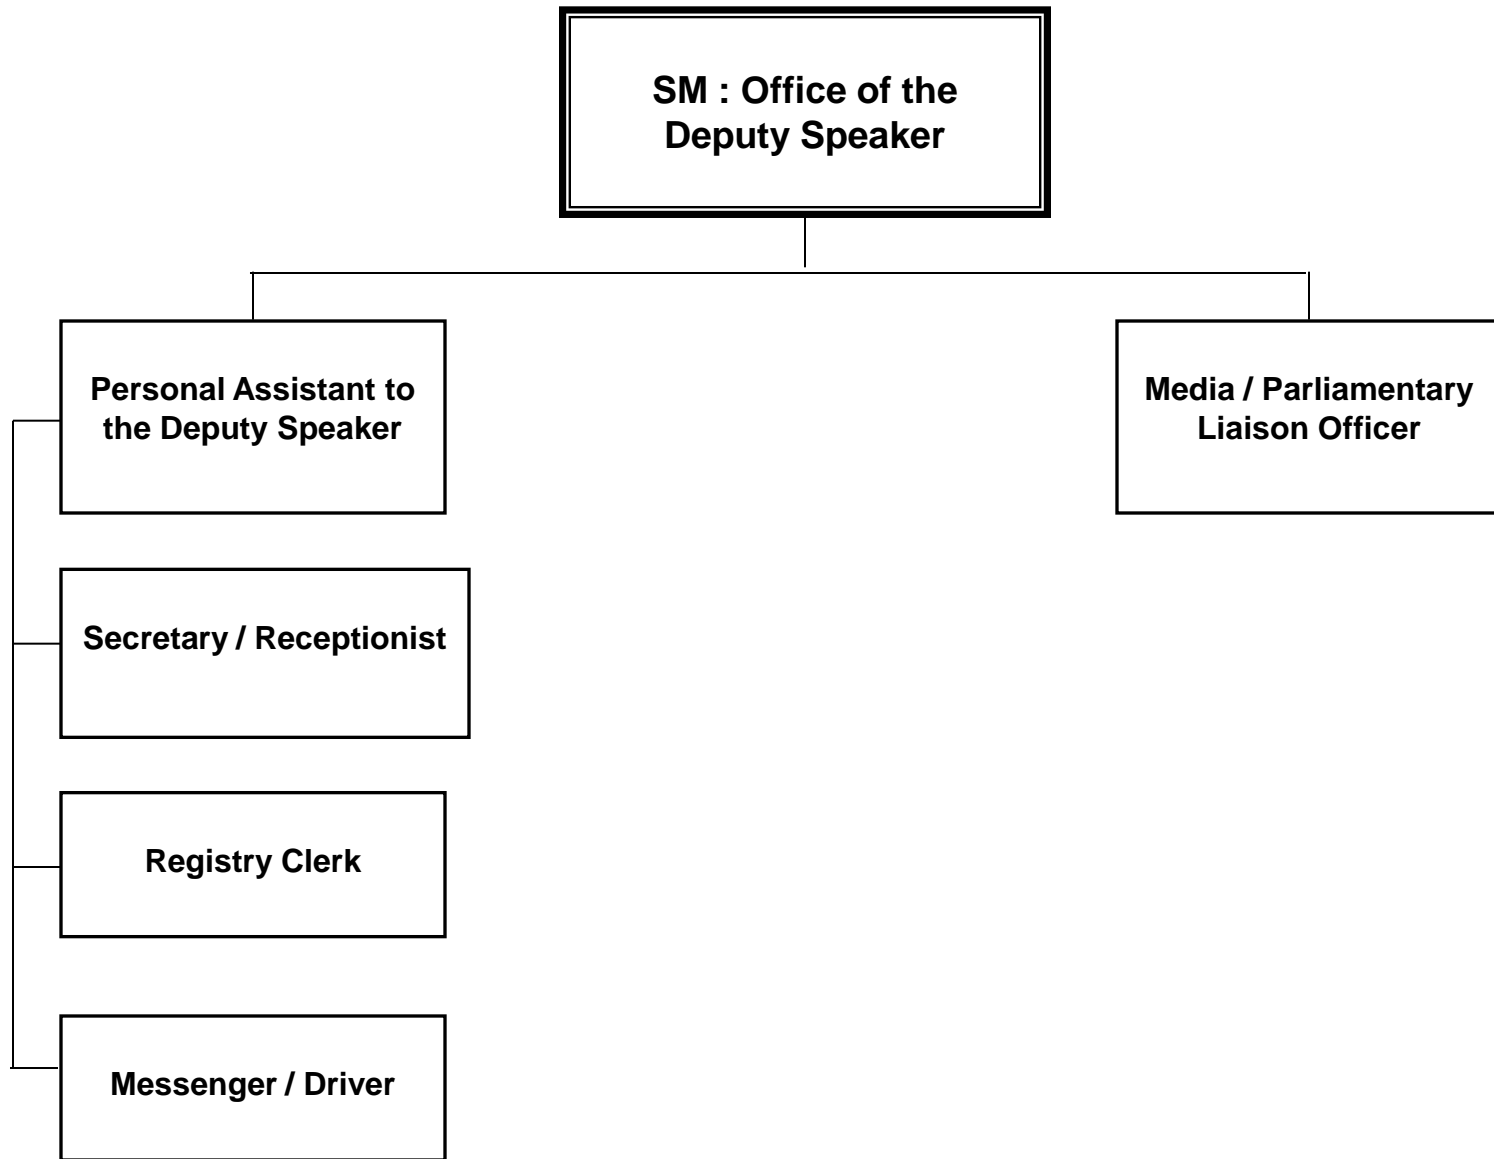 SM : Office of the
Deputy Speaker
Personal Assistant to
the Deputy Speaker
Media / Parliamentary
Liaison Officer
Secretary / Receptionist
Registry Clerk
Messenger / Driver